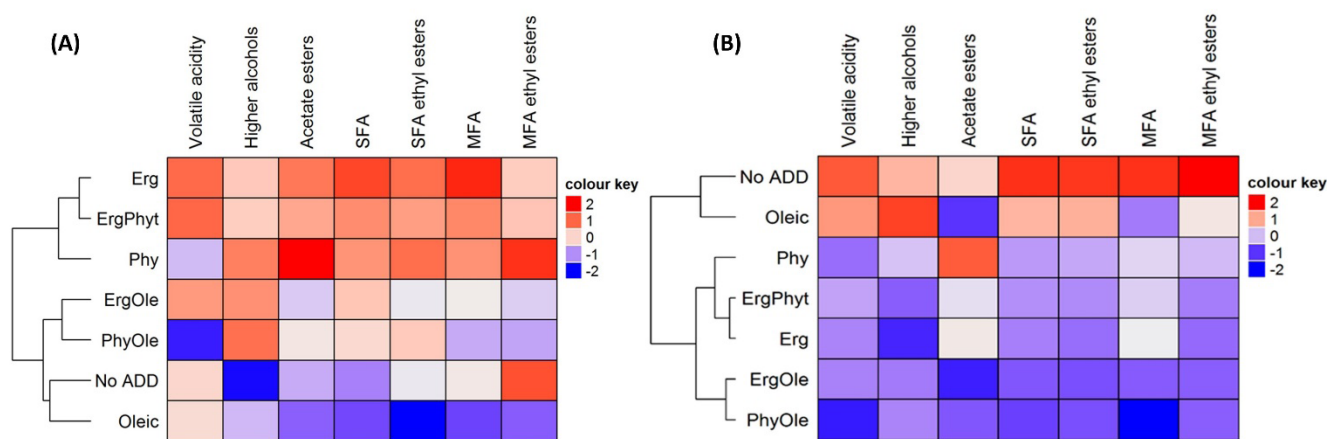 (A)
Volatile acidity
Higher alcohols
Acetate esters
SFA
SFA ethyl esters
MFA
MFA ethyl esters
Erg
ErgPhyt
Phy
ErgOle
PhyOle
No ADD
Oleic
colour key
2
1
0
-1
-2
(B)
Volatile acidity
Higher alcohols
Acetate esters
SFA
SFA ethyl esters
MFA
MFA ethyl esters
No ADD
Oleic
Phy
ErgPhyt
Erg
ErgOle
PhyOle
colour key
2
1
0
-1
-2